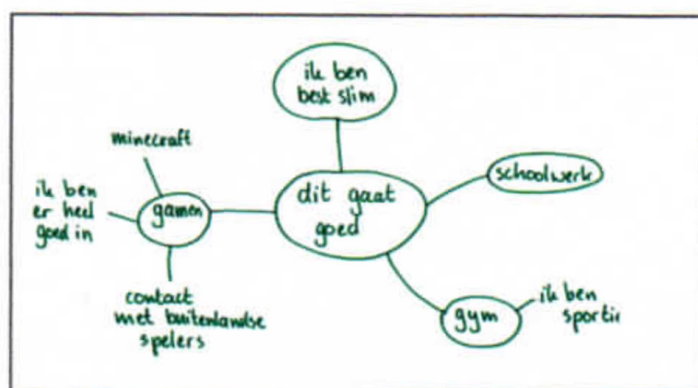 ik ben
best slim
minecraft
schoolwerk
ik ben
er heel
goed in
gamen
dit gaat
goed
contact
met buitenlandse
spelers
gym
ik ben
sportie